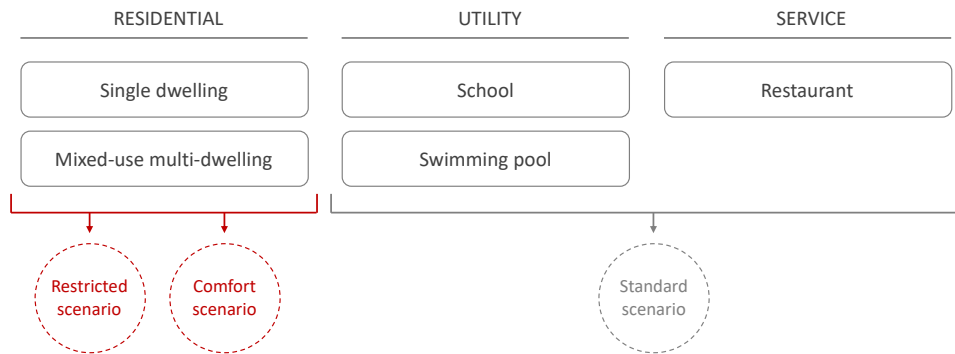 RESIDENTIAL
UTILITY
SERVICE
Single dwelling
School
Restaurant
Mixed-use multi-dwelling
Swimming pool
Restricted
scenario
Comfort
scenario
Standard
scenario